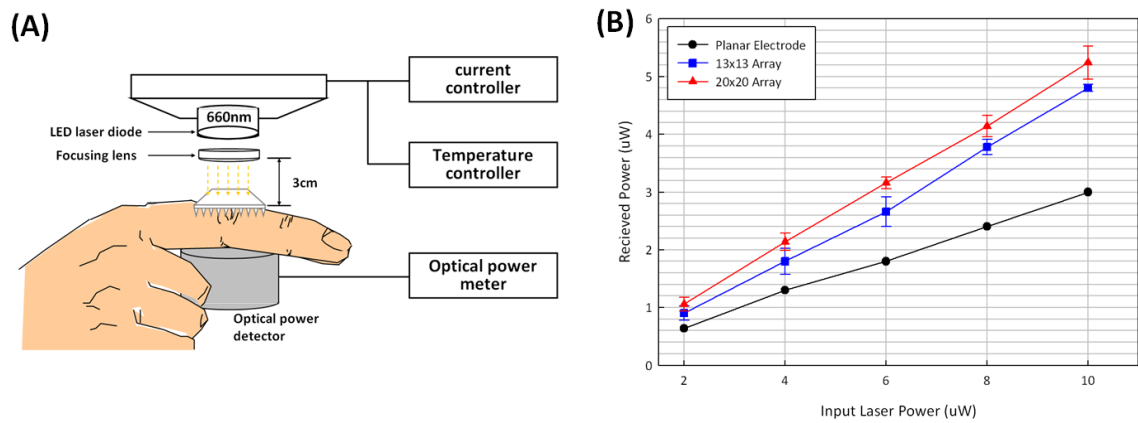 (A)
660nm
LED laser diode
Focusing lens
3cm
current
controller
Temperature
controller
Optical power
meter
Optical power
detector
(B)
Planar Electrode
13x13 Array
20x20 Array
Recieved Power (uW)
6
5
4
3
2
1
0
2
4
6
8
10
Input Laser Power (uW)